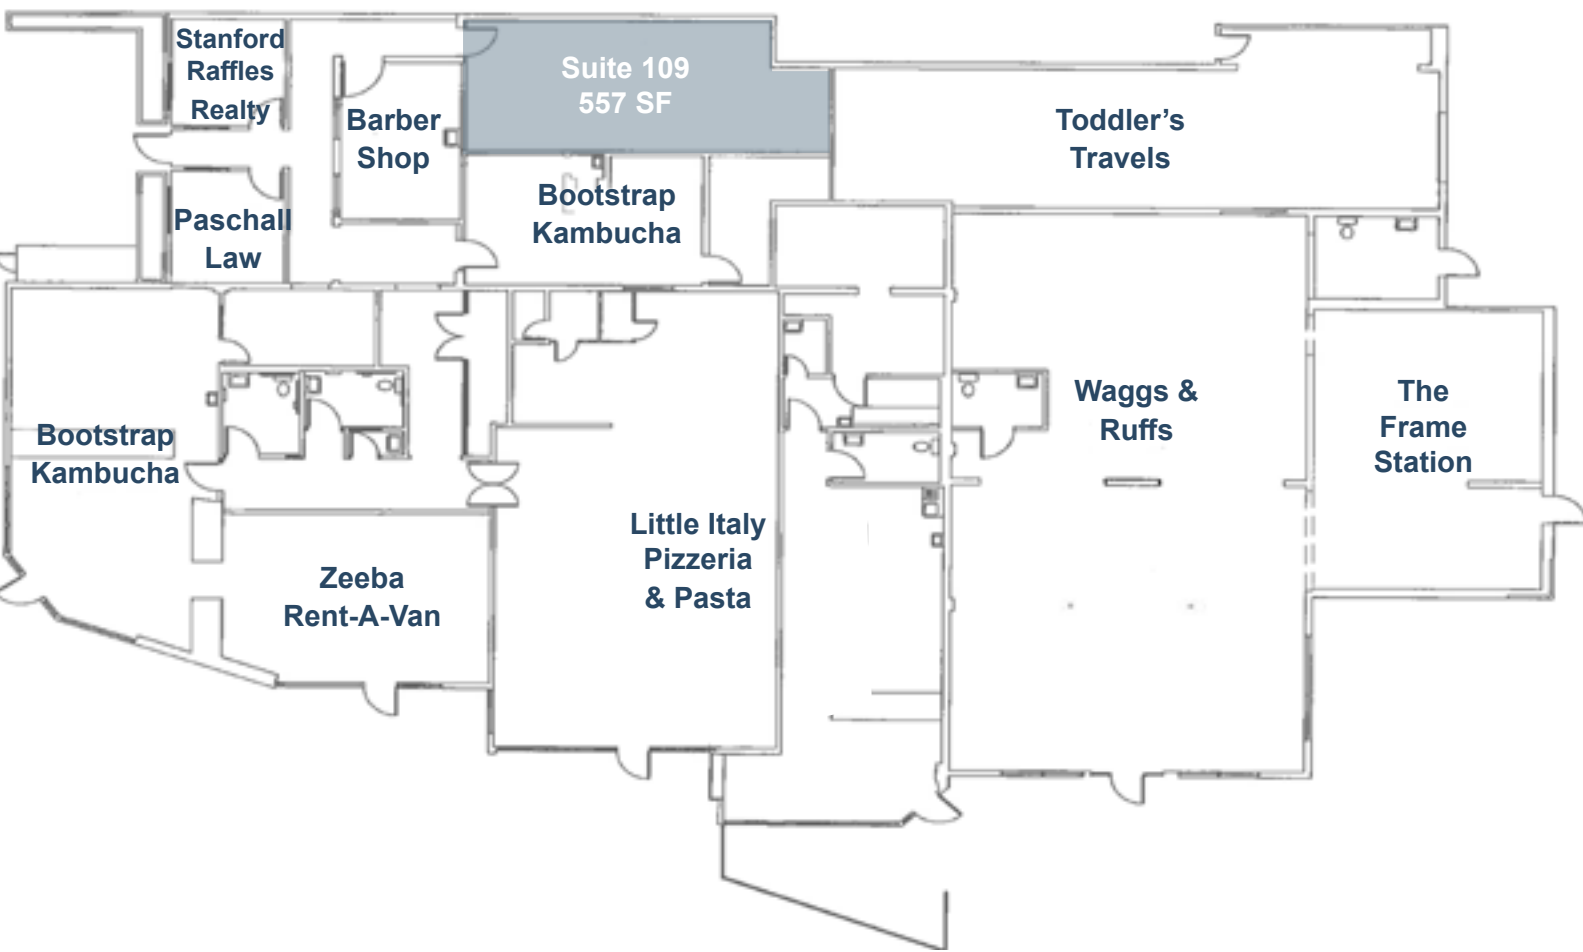 Stanford
Raffles
Realty
Suite 109
557 SF
Barber
Shop
Toddler’s
Travels
Paschall
Law
Bootstrap
Kambucha
Waggs &
Ruffs
The
Frame
Station
Bootstrap
Kambucha
Little Italy
Pizzeria
& Pasta
Zeeba
Rent-A-Van